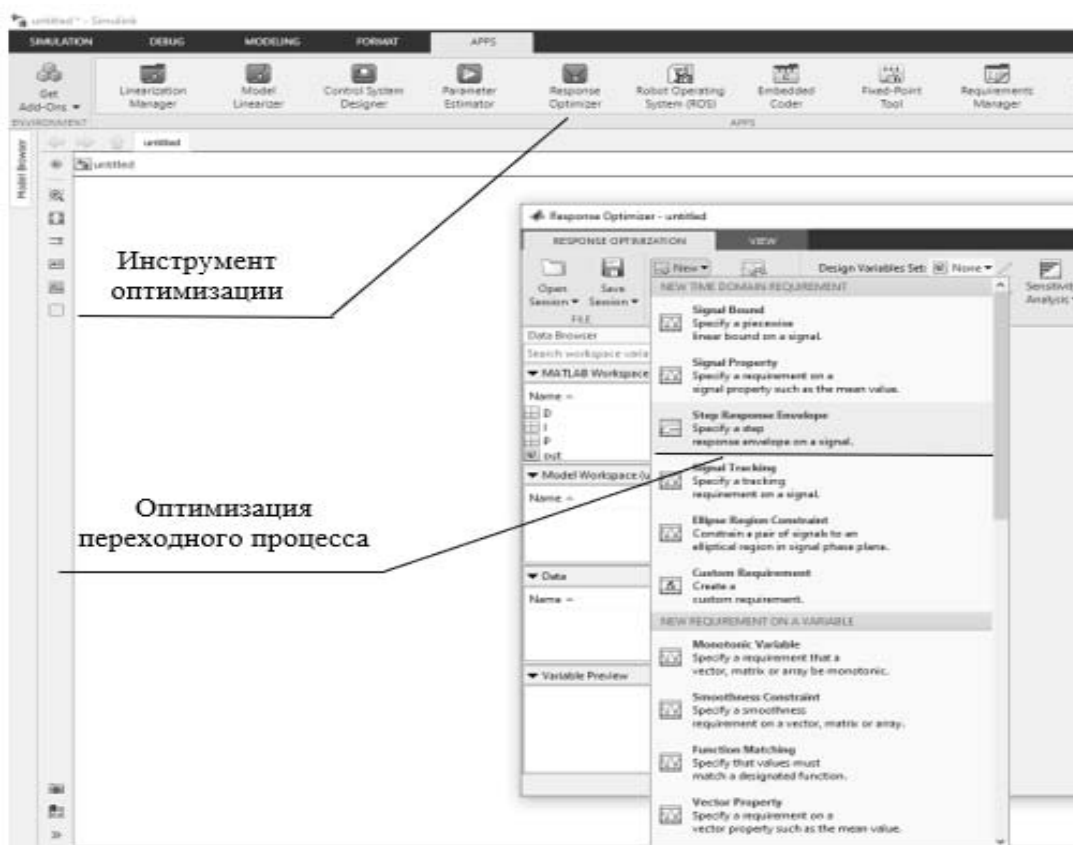 untitled * - Simulink
SIMULATION DEBUG MODELING FORMAT APPS
Get Add-Ons
Linearization Manager
Model Linearizer
Control System Designer
Parameter Estimator
Response Optimizer
Robot Operating System (ROS)
Embedded Coder
Fixed-Point Tool
Requirements Manager
ENVIRONMENT
APPS
Model Browser
untitled
untitled
Инструмент
оптимизации
Оптимизация
переходного процесса
Response Optimizer - untitled
RESPONSE OPTIMIZATION VIEW
Open Session
Save Session
New
Design Variables Set: None
Sensitivity Analysis
FILE
Data Browser
Search workspace varia
MATLAB Workspace
Name
D
I
P
out
Model Workspace (u
Name
Data
Name
Variable Preview
NEW TIME DOMAIN REQUIREMENT
Signal Bound
Specify a piecewise
linear bound on a signal.
Signal Property
Specify a requirement on a
signal property such as the mean value.
Step Response Envelope
Specify a step
response envelope on a signal.
Signal Tracking
Specify a tracking
requirement on a signal.
Ellipse Region Constraint
Constrain a pair of signals to an
elliptical region in signal phase plane.
Custom Requirement
Create a
custom requirement.
NEW REQUIREMENT ON A VARIABLE
Monotonic Variable
Specify a requirement that a
vector, matrix or array be monotonic.
Smoothness Constraint
Specify a smoothness
requirement on a vector, matrix or array.
Function Matching
Specify that values must
match a designated function.
Vector Property
Specify a requirement on a
vector property such as the mean value.